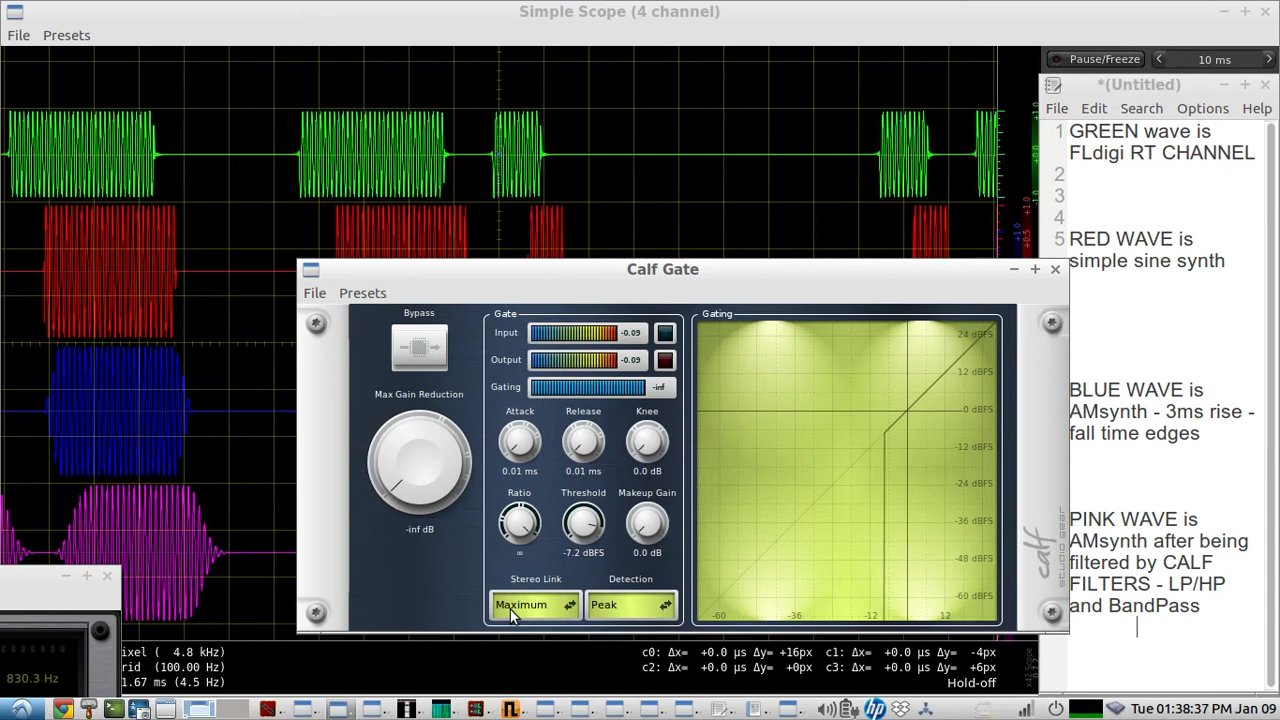 Simple Scope (4 channel)
File Presets
Pause/Freeze 10 ms
*(Untitled)
File Edit Search Options Help
1 GREEN wave is
FLdigi RT CHANNEL
2
3
4
5 RED WAVE is
simple sine synth
BLUE WAVE is
AMsynth - 3ms rise -
fall time edges
PINK WAVE is
AMsynth after being
filtered by CALF
FILTERS - LP/HP
and BandPass
Calf Gate
File Presets
Bypass
Max Gain Reduction
-inf dB
Gate
Input -0.09
Output -0.09
Gating -inf
Attack Release Knee
0.01 ms 0.01 ms 0.0 dB
Ratio Threshold Makeup Gain
∞ -7.2 dBFS 0.0 dB
Stereo Link Detection
Maximum Peak
Gating
24 dBFS
12 dBFS
0 dBFS
-12 dBFS
-24 dBFS
-36 dBFS
-48 dBFS
-60 dBFS
-60 -36 -12 12
calf
studio gear
830.3 Hz
ixel ( 4.8 kHz)
rid (100.00 Hz)
1.67 ms (4.5 Hz)
c0: Δx= +0.0 µs Δy= +16px c1: Δx= +0.0 µs Δy= -4px
c2: Δx= +0.0 µs Δy= +0px c3: Δx= +0.0 µs Δy= +6px
Hold-off
Tue 01:38:37 PM Jan 09